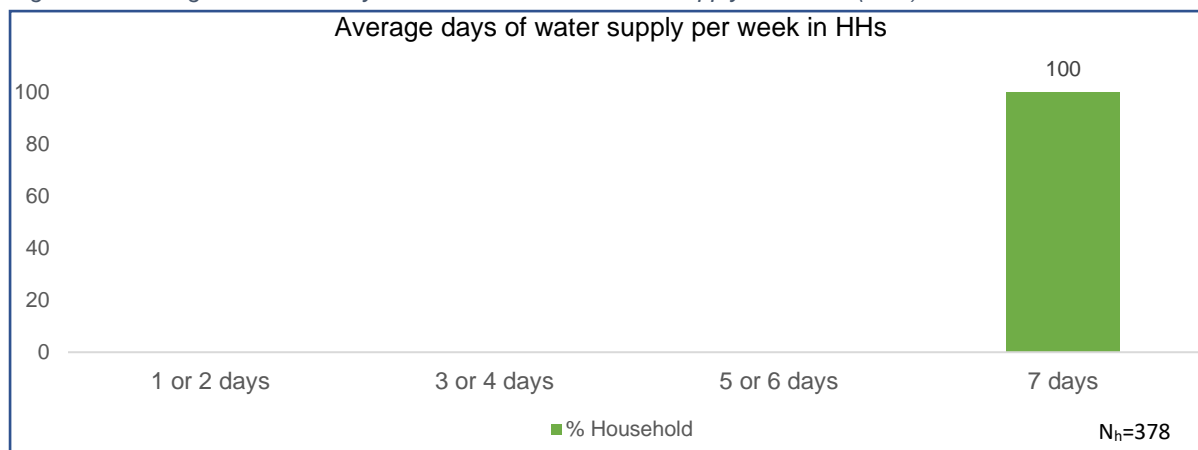 Average days of water supply per week in HHs
100
100
80
60
40
20
0
1 or 2 days
3 or 4 days
5 or 6 days
7 days
% Household
Nₕ=378